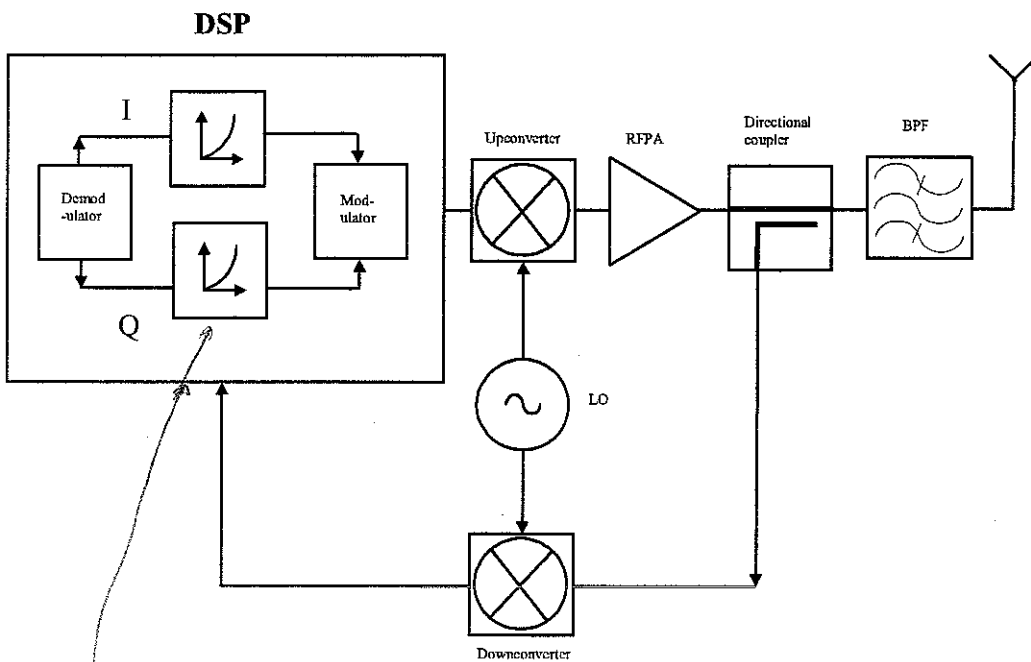 DSP
I
Q
Demod
-ulator
Mod-
ulator
Upconverter
RFPA
Directional
coupler
BPF
LO
Downconverter